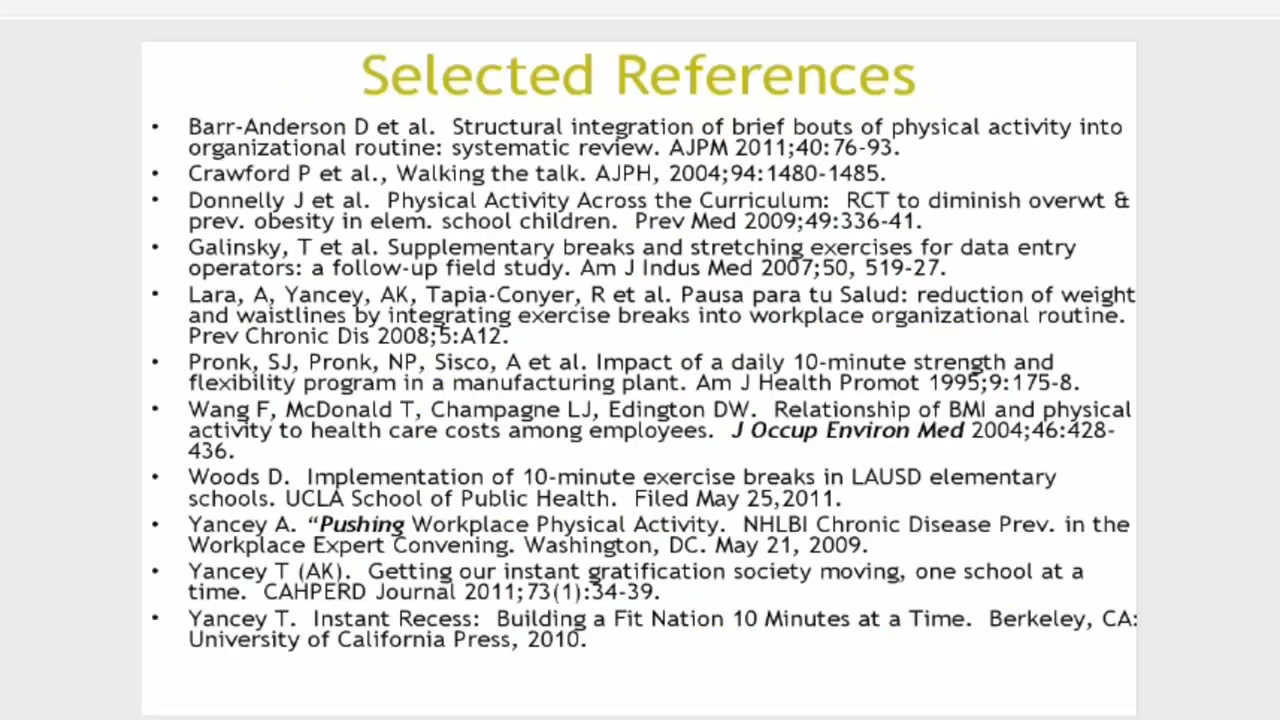 Selected References
• Barr-Anderson D et al.  Structural integration of brief bouts of physical activity into
organizational routine: systematic review. AJPM 2011;40:76-93.
• Crawford P et al., Walking the talk. AJPH, 2004;94:1480-1485.
• Donnelly J et al.  Physical Activity Across the Curriculum:  RCT to diminish overwt &
prev. obesity in elem. school children.  Prev Med 2009;49:336-41.
• Galinsky, T et al. Supplementary breaks and stretching exercises for data entry
operators: a follow-up field study. Am J Indus Med 2007;50, 519-27.
• Lara, A, Yancey, AK, Tapia-Conyer, R et al. Pausa para tu Salud: reduction of weight
and waistlines by integrating exercise breaks into workplace organizational routine.
Prev Chronic Dis 2008;5:A12.
• Pronk, SJ, Pronk, NP, Sisco, A et al. Impact of a daily 10-minute strength and
flexibility program in a manufacturing plant. Am J Health Promot 1995;9:175-8.
• Wang F, McDonald T, Champagne LJ, Edington DW.  Relationship of BMI and physical
activity to health care costs among employees.  J Occup Environ Med 2004;46:428-
436.
• Woods D.  Implementation of 10-minute exercise breaks in LAUSD elementary
schools. UCLA School of Public Health.  Filed May 25,2011.
• Yancey A. “Pushing Workplace Physical Activity.  NHLBI Chronic Disease Prev. in the
Workplace Expert Convening. Washington, DC. May 21, 2009.
• Yancey T (AK).  Getting our instant gratification society moving, one school at a
time.  CAHPERD Journal 2011;73(1):34-39.
• Yancey T.  Instant Recess:  Building a Fit Nation 10 Minutes at a Time.  Berkeley, CA:
University of California Press, 2010.